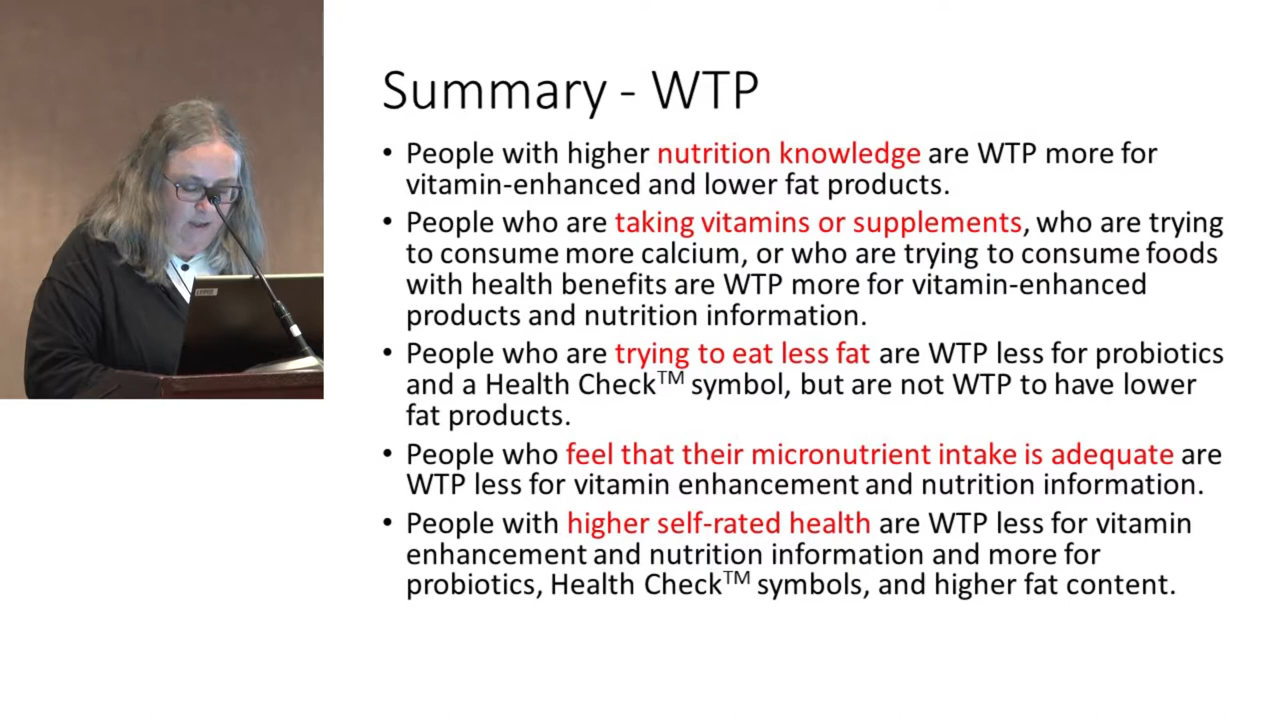 Summary - WTP
• People with higher nutrition knowledge are WTP more for
vitamin-enhanced and lower fat products.
• People who are taking vitamins or supplements, who are trying
to consume more calcium, or who are trying to consume foods
with health benefits are WTP more for vitamin-enhanced
products and nutrition information.
• People who are trying to eat less fat are WTP less for probiotics
and a Health Check™ symbol, but are not WTP to have lower
fat products.
• People who feel that their micronutrient intake is adequate are
WTP less for vitamin enhancement and nutrition information.
• People with higher self-rated health are WTP less for vitamin
enhancement and nutrition information and more for
probiotics, Health Check™ symbols, and higher fat content.